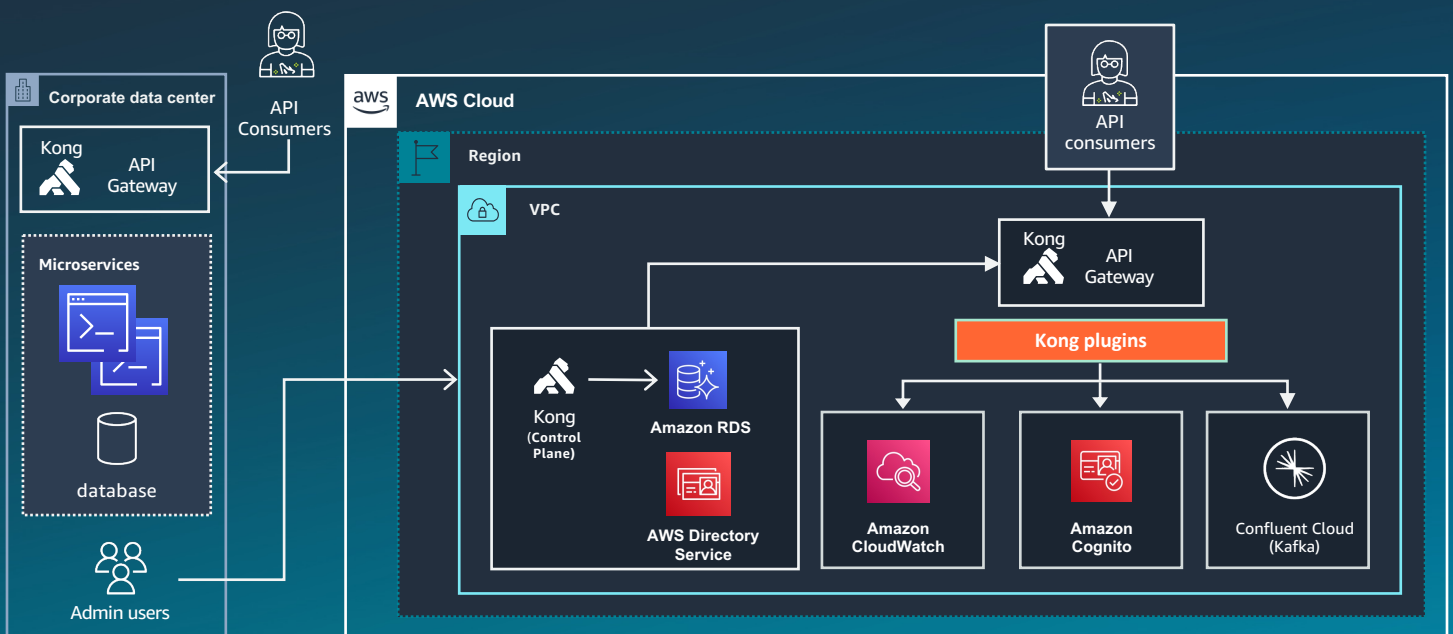 Corporate data center
Kong
API
Gateway
Microservices
database
Admin users
API
Consumers
aws
AWS Cloud
Region
VPC
API
consumers
Kong
API
Gateway
Kong plugins
Kong
(Control
Plane)
Amazon RDS
AWS Directory
Service
Amazon
CloudWatch
Amazon
Cognito
Confluent Cloud
(Kafka)